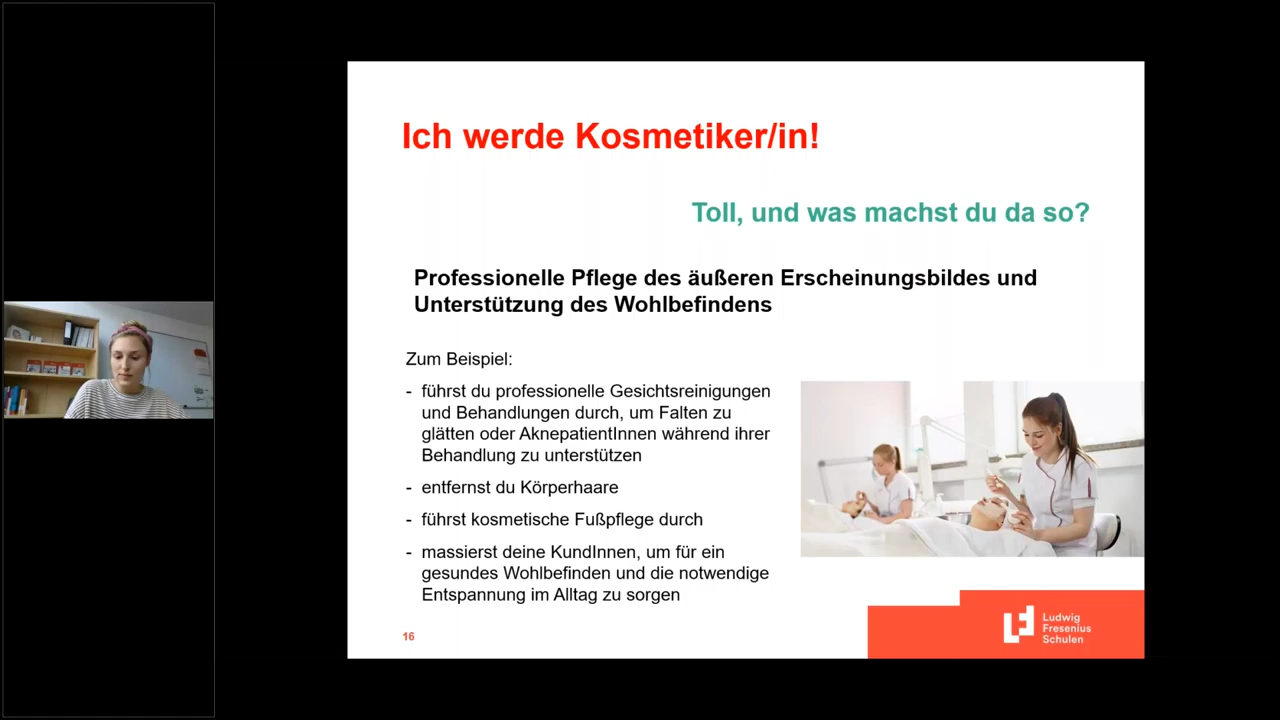 Ich werde Kosmetiker/in!
Toll, und was machst du da so?
Professionelle Pflege des äußeren Erscheinungsbildes und
Unterstützung des Wohlbefindens
Zum Beispiel:
- führst du professionelle Gesichtsreinigungen
und Behandlungen durch, um Falten zu
glätten oder AknepatientInnen während ihrer
Behandlung zu unterstützen
- entfernst du Körperhaare
- führst kosmetische Fußpflege durch
- massierst deine KundInnen, um für ein
gesundes Wohlbefinden und die notwendige
Entspannung im Alltag zu sorgen
16
Ludwig
Fresenius
Schulen